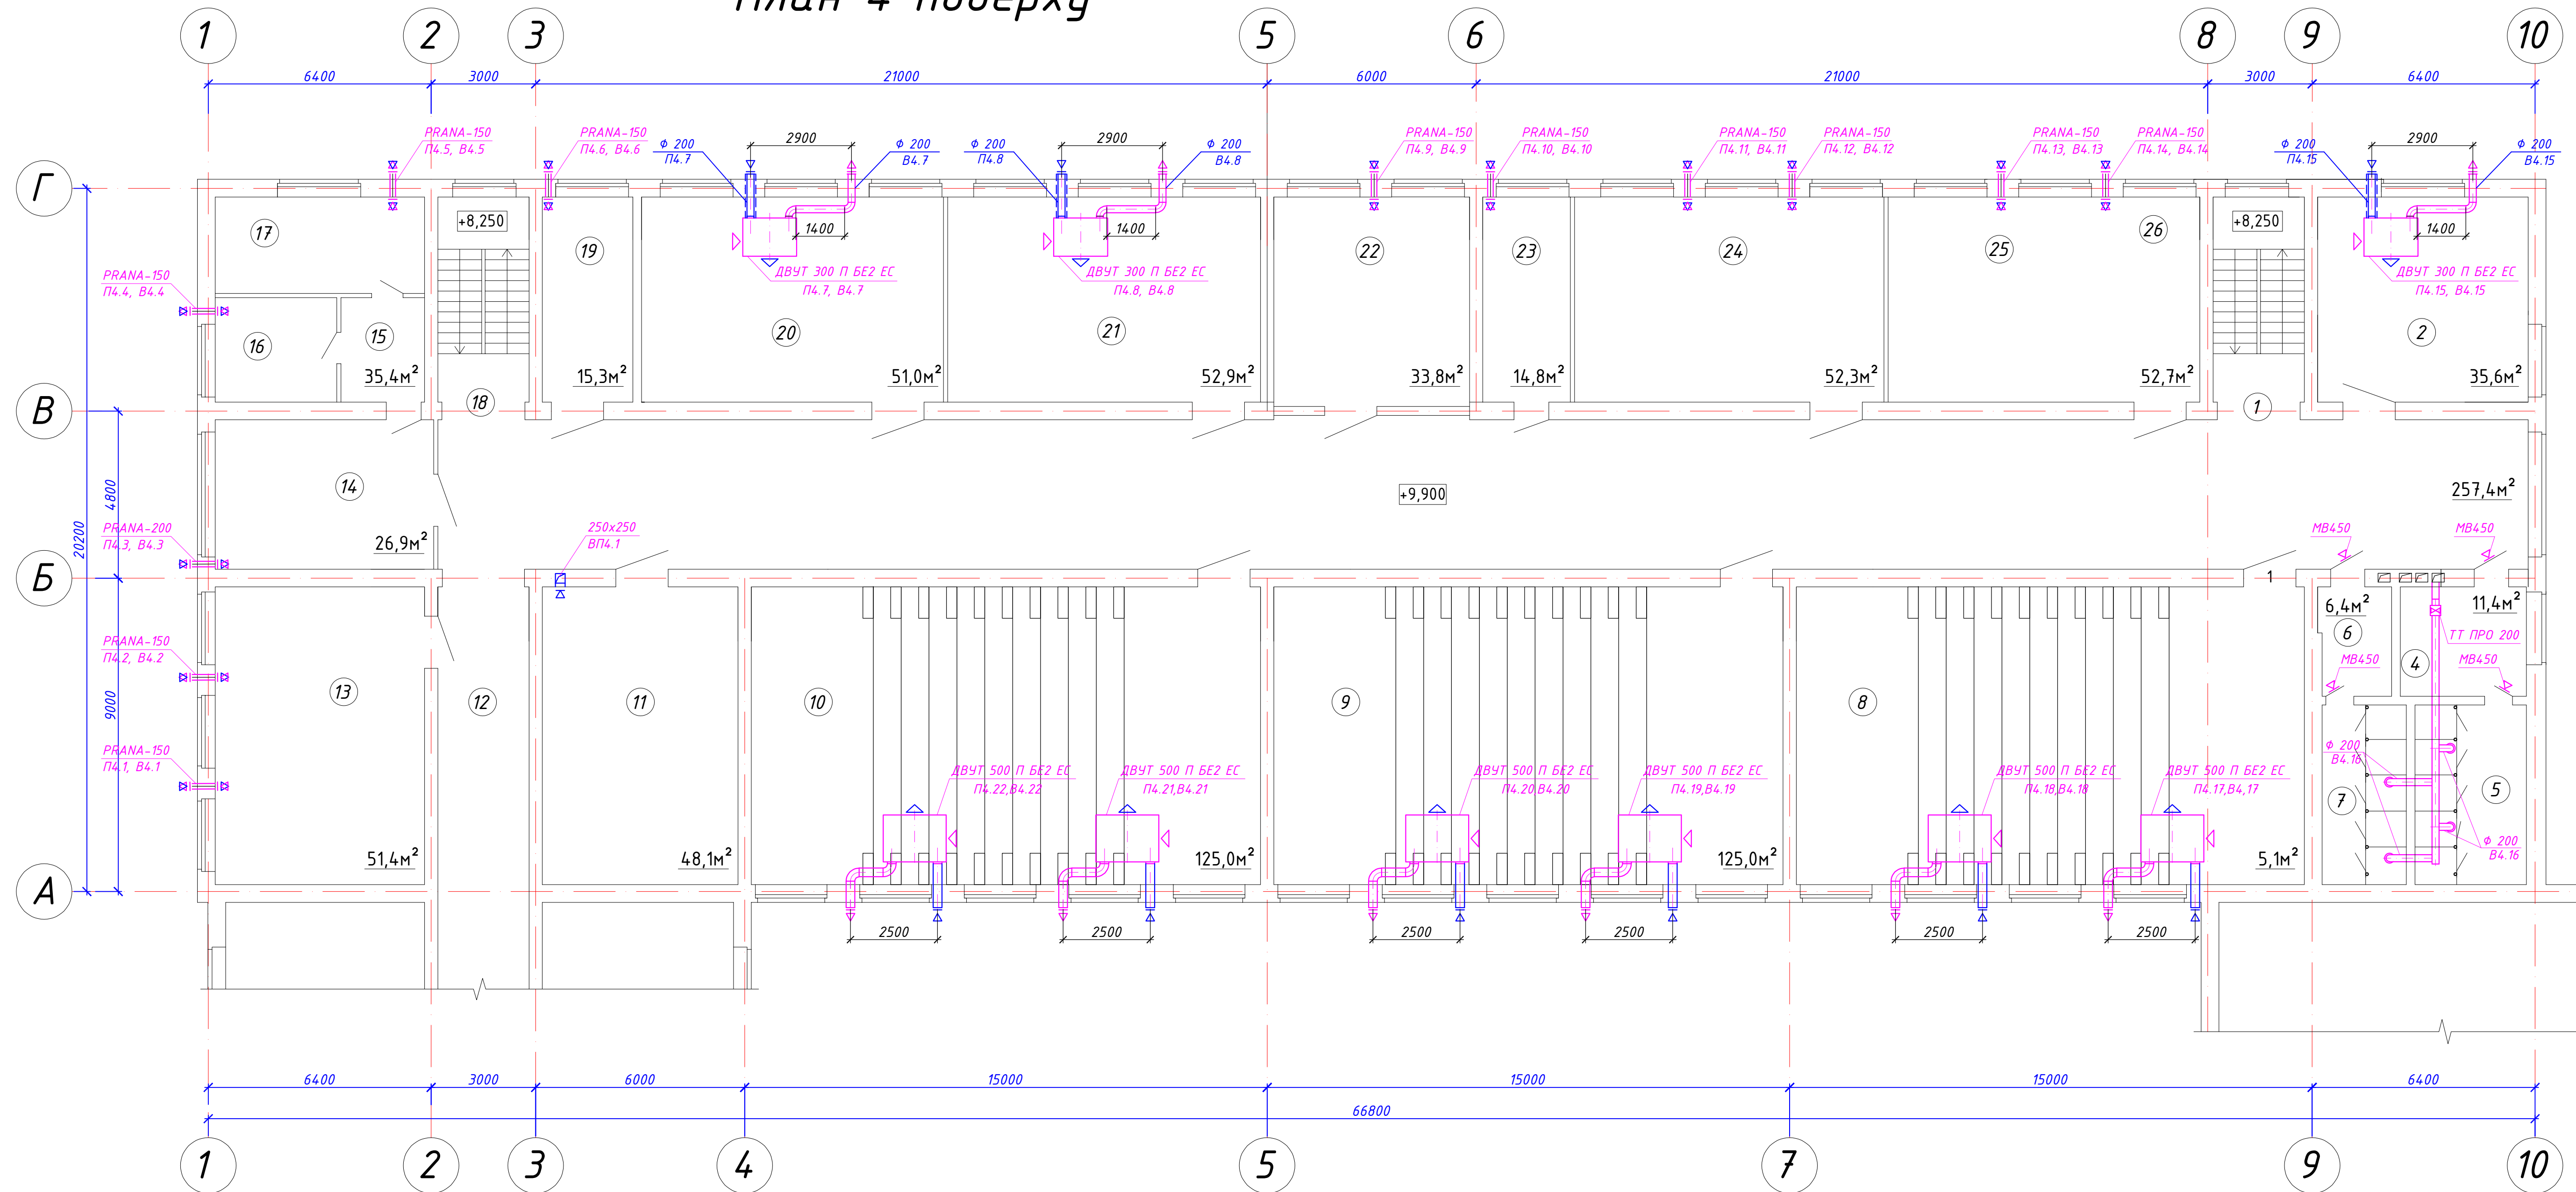 План 4 поверху
1 2 3 5 6 8 9 10
6400 3000 21000 6000 21000 3000 6400
PRANA-150
П4.5, В4.5
PRANA-150
П4.6, В4.6
ϕ 200
П4.7
2900
ϕ 200
В4.7
ϕ 200
П4.8
2900
ϕ 200
В4.8
PRANA-150
П4.9, В4.9
PRANA-150
П4.10, В4.10
PRANA-150
П4.11, В4.11
PRANA-150
П4.12, В4.12
PRANA-150
П4.13, В4.13
PRANA-150
П4.14, В4.14
ϕ 200
П4.15
2900
ϕ 200
В4.15
Г
17
+8,250
19
1400
1400
22
23
24
25
26
+8,250
1400
ДВУТ 300 П БЕ2 ЕС
П4.7, В4.7
ДВУТ 300 П БЕ2 ЕС
П4.8, В4.8
ДВУТ 300 П БЕ2 ЕС
П4.15, В4.15
PRANA-150
П4.4, В4.4
16
15
20
21
2
35,4м²
15,3м²
51,0м²
52,9м²
33,8м²
14,8м²
52,3м²
52,7м²
35,6м²
18
1
В
14
4800
20200
+9,900
257,4м²
PRANA-200
П4.3, В4.3
26,9м²
250х250
ВП4.1
МВ450
МВ450
Б
1
6,4м²
11,4м²
6
ТТ ПРО 200
PRANA-150
П4.2, В4.2
МВ450
4
МВ450
9000
13
12
11
10
9
8
PRANA-150
П4.1, В4.1
ϕ 200
В4.16
ДВУТ 500 П БЕ2 ЕС
П4.22,В4.22
ДВУТ 500 П БЕ2 ЕС
П4.21,В4.21
ДВУТ 500 П БЕ2 ЕС
П4.20,В4.20
ДВУТ 500 П БЕ2 ЕС
П4.19,В4.19
ДВУТ 500 П БЕ2 ЕС
П4.18,В4.18
ДВУТ 500 П БЕ2 ЕС
П4.17,В4,17
7
5
ϕ 200
В4.16
51,4м²
48,1м²
125,0м²
125,0м²
5,1м²
А
2500 2500 2500 2500 2500 2500
6400 3000 6000 15000 15000 15000 6400
66800
1 2 3 4 5 7 9 10